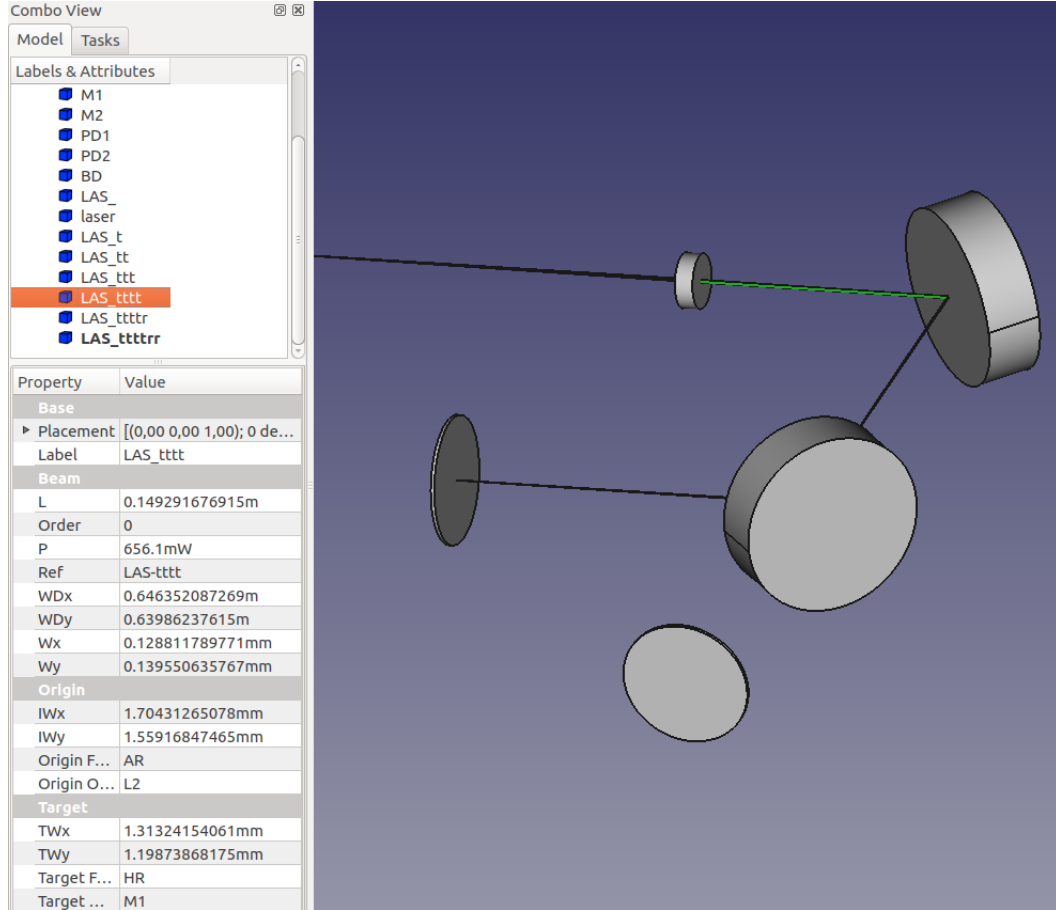 Combo View
Model Tasks
Labels & Attributes
M1
M2
PD1
PD2
BD
LAS_
laser
LAS_t
LAS_tt
LAS_ttt
LAS_tttt
LAS_ttttr
LAS_ttttrr
Property Value
Base
Placement [(0,00 0,00 1,00); 0 de...
Label LAS_tttt
Beam
L 0.149291676915m
Order 0
P 656.1mW
Ref LAS-tttt
WDx 0.646352087269m
WDy 0.63986237615m
Wx 0.128811789771mm
Wy 0.139550635767mm
Origin
IWx 1.70431265078mm
IWy 1.55916847465mm
Origin F... AR
Origin O... L2
Target
TWx 1.31324154061mm
TWy 1.19873868175mm
Target F... HR
Target ... M1